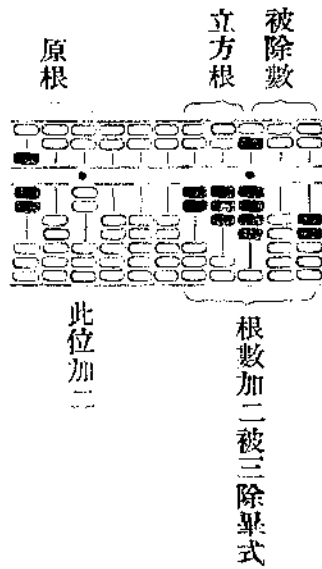 被除數
立方根
原根
根數加二被三除畢式
此位加二